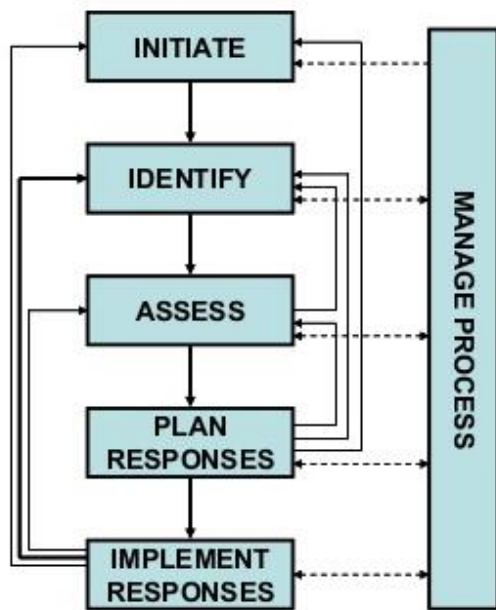 INITIATE
IDENTIFY
ASSESS
PLAN
RESPONSES
IMPLEMENT
RESPONSES
MANAGE PROCESS